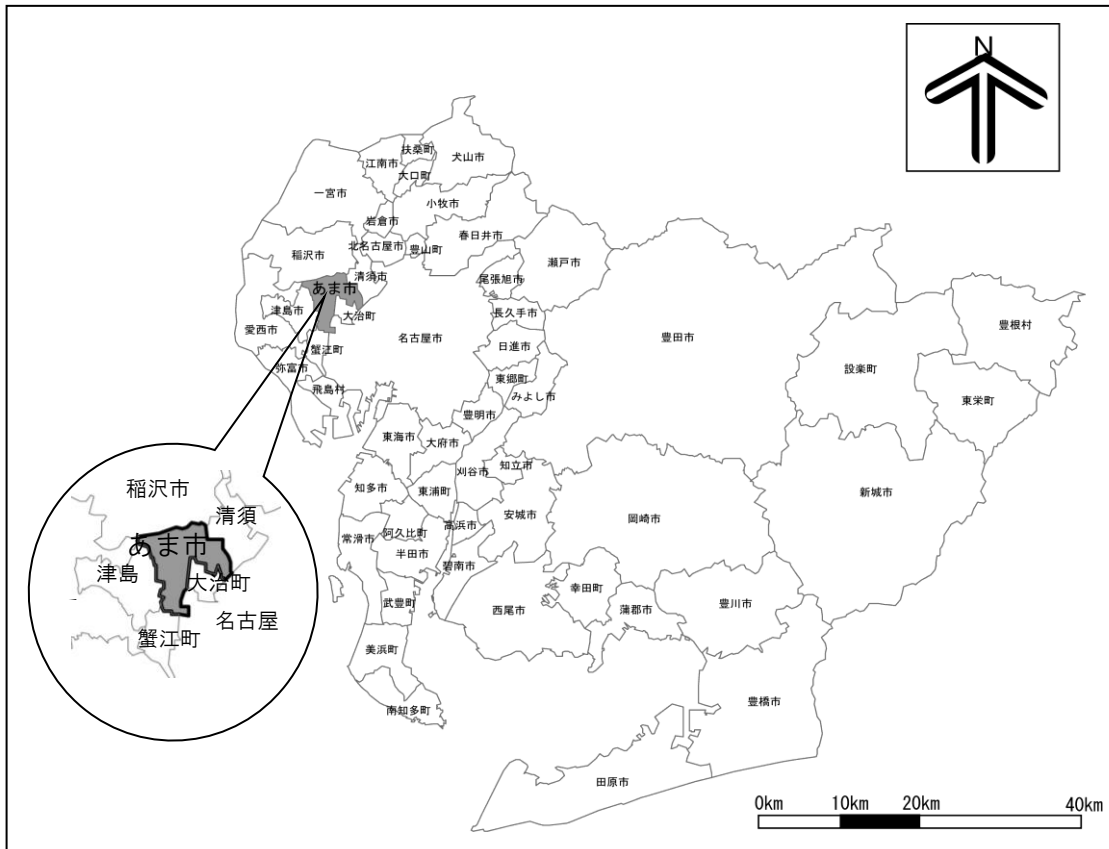 N
扶桑町
犬山市
江南市
大口町
一宮市
小牧市
岩倉市
春日井市
北名古屋市
豊山町
稲沢市
瀬戸市
清須市
尾張旭市
あま市
津島市
大治町
長久手市
豊根村
愛西市
名古屋市
豊田市
日進市
蟹江町
設楽町
弥富市
東郷町
飛島村
みよし市
東栄町
豊明市
東海市
大府市
刈谷市
知立市
知多市
東浦町
新城市
安城市
岡崎市
高浜市
阿久比町
常滑市
半田市
碧南市
幸田町
武豊町
西尾市
蒲郡市
豊川市
美浜町
豊橋市
南知多町
田原市
稲沢市
清須
あま市
津島
大治町
名古屋
蟹江町
0km 10km 20km 40km